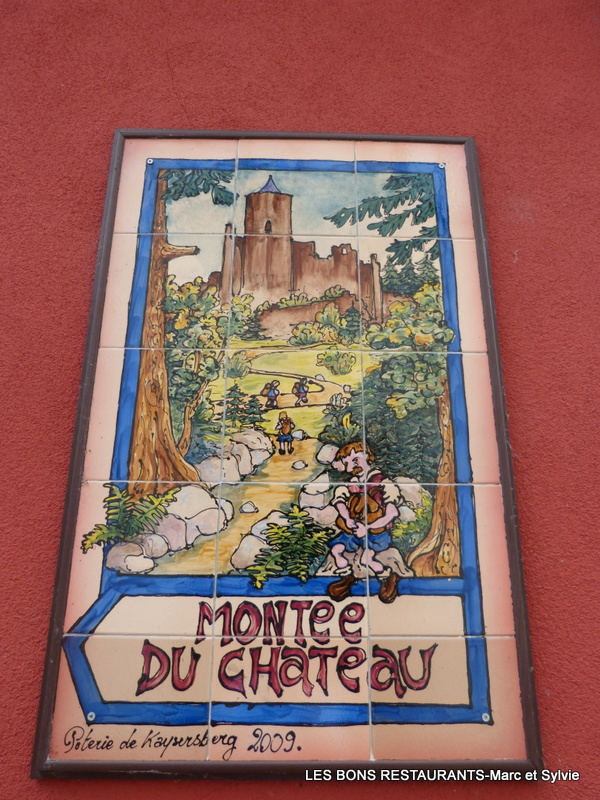 MONTEE
DU CHATEAU
Poterie de Kaysersberg 2009.
LES BONS RESTAURANTS-Marc et Sylvie